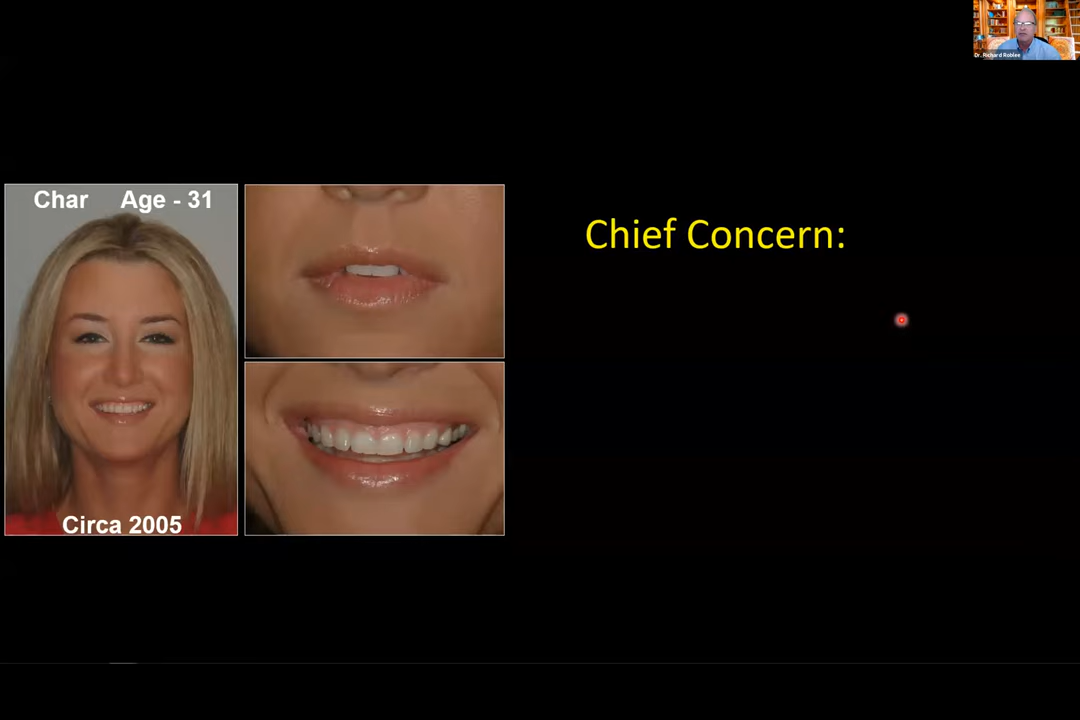 Dr. Richard Roblee
Char Age - 31
Chief Concern:
Circa 2005